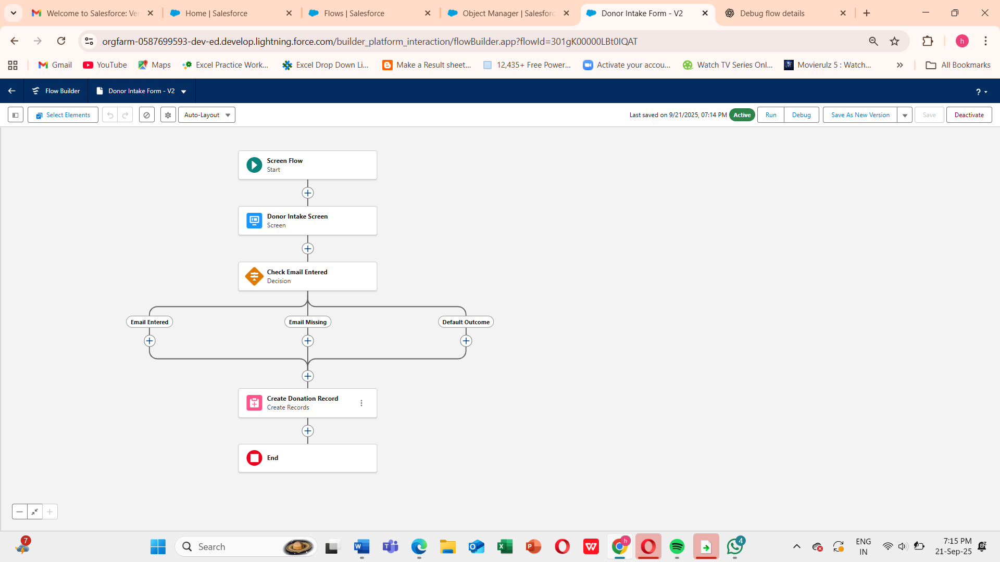 Welcome to Salesforce: Ver
Home | Salesforce
Flows | Salesforce
Object Manager | Salesforc
Donor Intake Form - V2
Debug flow details
orgfarm-0587699593-dev-ed.develop.lightning.force.com/builder_platform_interaction/flowBuilder.app?flowId=301gK00000LBt0IQAT
h
Gmail
YouTube
Maps
Excel Practice Work...
Excel Drop Down Li...
Make a Result sheet...
12,435+ Free Power...
Activate your accou...
Watch TV Series Onl...
Movierulz 5 : Watch...
All Bookmarks
Flow Builder
Donor Intake Form - V2
?
Select Elements
Auto-Layout
Last saved on 9/21/2025, 07:14 PM
Active
Run
Debug
Save As New Version
Save
Deactivate
Screen Flow
Start
Donor Intake Screen
Screen
Check Email Entered
Decision
Email Entered
Email Missing
Default Outcome
Create Donation Record
Create Records
End
7
Search
h
4
ENG
IN
7:15 PM
21-Sep-25